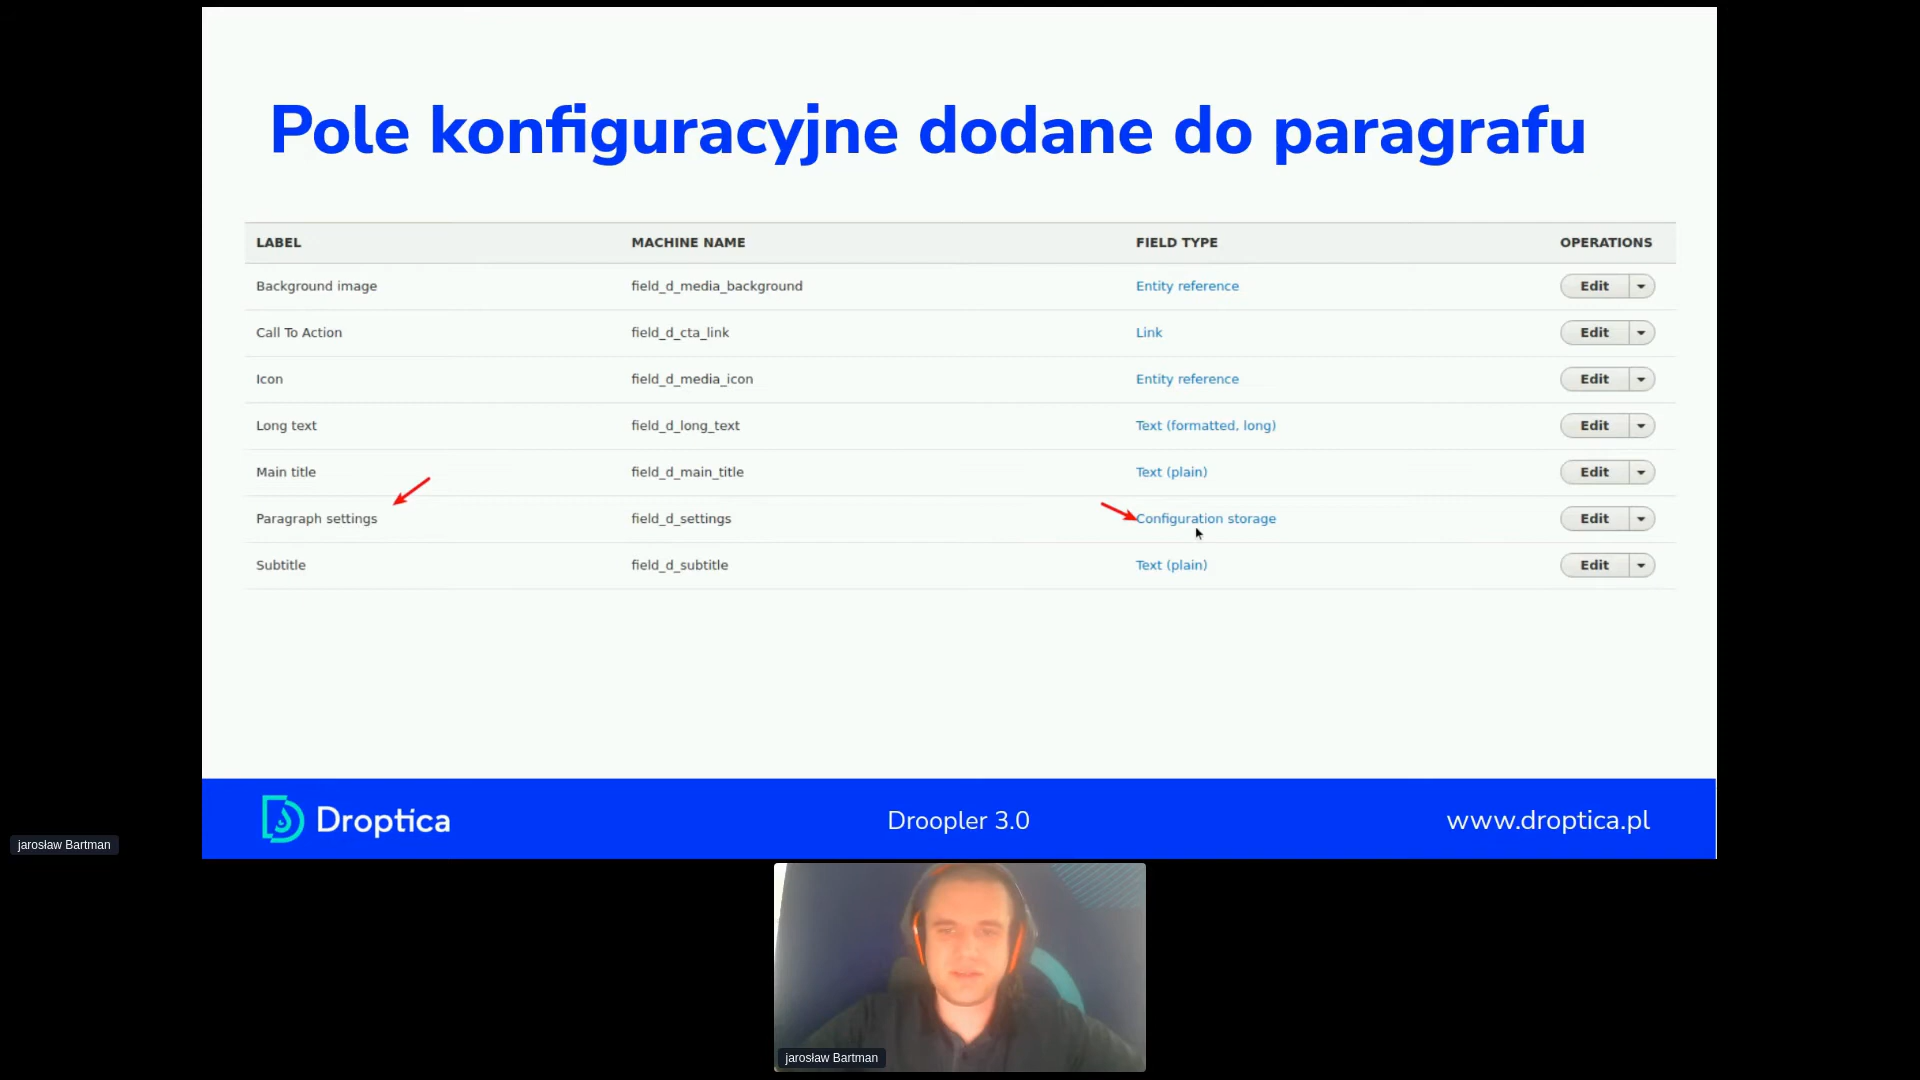 Pole konfiguracyjne dodane do paragrafu
LABEL MACHINE NAME FIELD TYPE OPERATIONS
Background image field_d_media_background Entity reference Edit
Call To Action field_d_cta_link Link Edit
Icon field_d_media_icon Entity reference Edit
Long text field_d_long_text Text (formatted, long) Edit
Main title field_d_main_title Text (plain) Edit
Paragraph settings field_d_settings Configuration storage Edit
Subtitle field_d_subtitle Text (plain) Edit
Droptica Droopler 3.0 www.droptica.pl
jarosław Bartman
jarosław Bartman